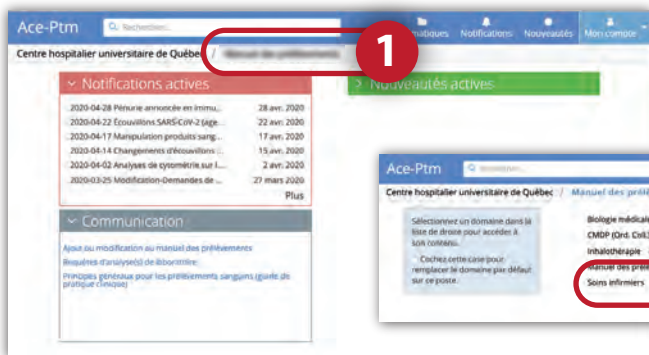 Ace-Ptm
Rechercher...
Notifications
Nouveautés
Mon compte
Centre hospitalier universitaire de Québec /
1
Notifications actives
2020-04-28 Pénurie annoncée en immu... 28 avr. 2020
2020-04-22 Écouvillons SARS-CoV-2 (age... 22 avr. 2020
2020-04-17 Manipulation produits sang... 17 avr. 2020
2020-04-14 Changements d'écouvillons ... 15 avr. 2020
2020-04-02 Analyses de cytométrie sur l... 2 avr. 2020
2020-03-25 Modification-Demandes de ... 27 mars 2020
Plus
Nouveautés actives
Communication
Ajout ou modification au manuel des prélèvements
Requêtes d'analyse(s) de laboratoire
Principes généraux pour les prélèvements sanguins (guide de
pratique clinique)
Ace-Ptm
Centre hospitalier universitaire de Québec / Manuel des prélè
Sélectionnez un domaine dans la
liste de droite pour accéder à
son contenu.
Cochez cette case pour
remplacer le domaine par défaut
sur ce poste.
Biologie médicale
CMDP (Ord. Coll.
Inhalothérapie
Manuel des prélè
Soins infirmiers